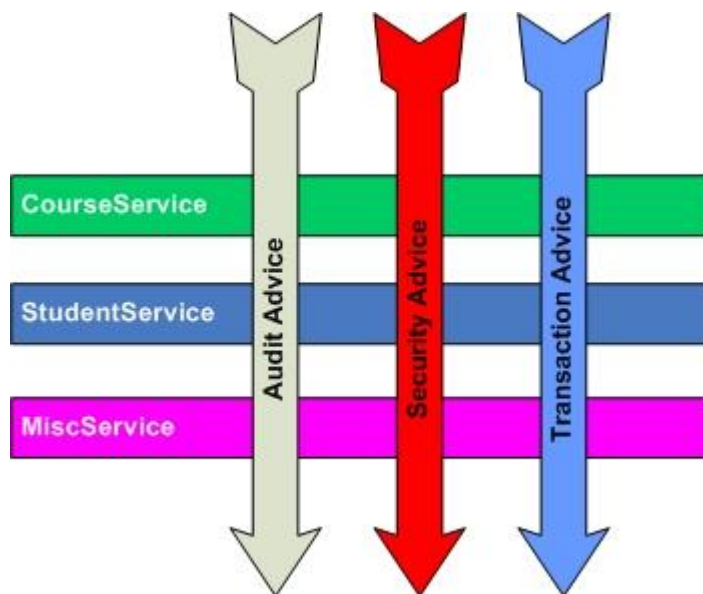 CourseService
StudentService
MiscService
Audit Advice
Security Advice
Transaction Advice